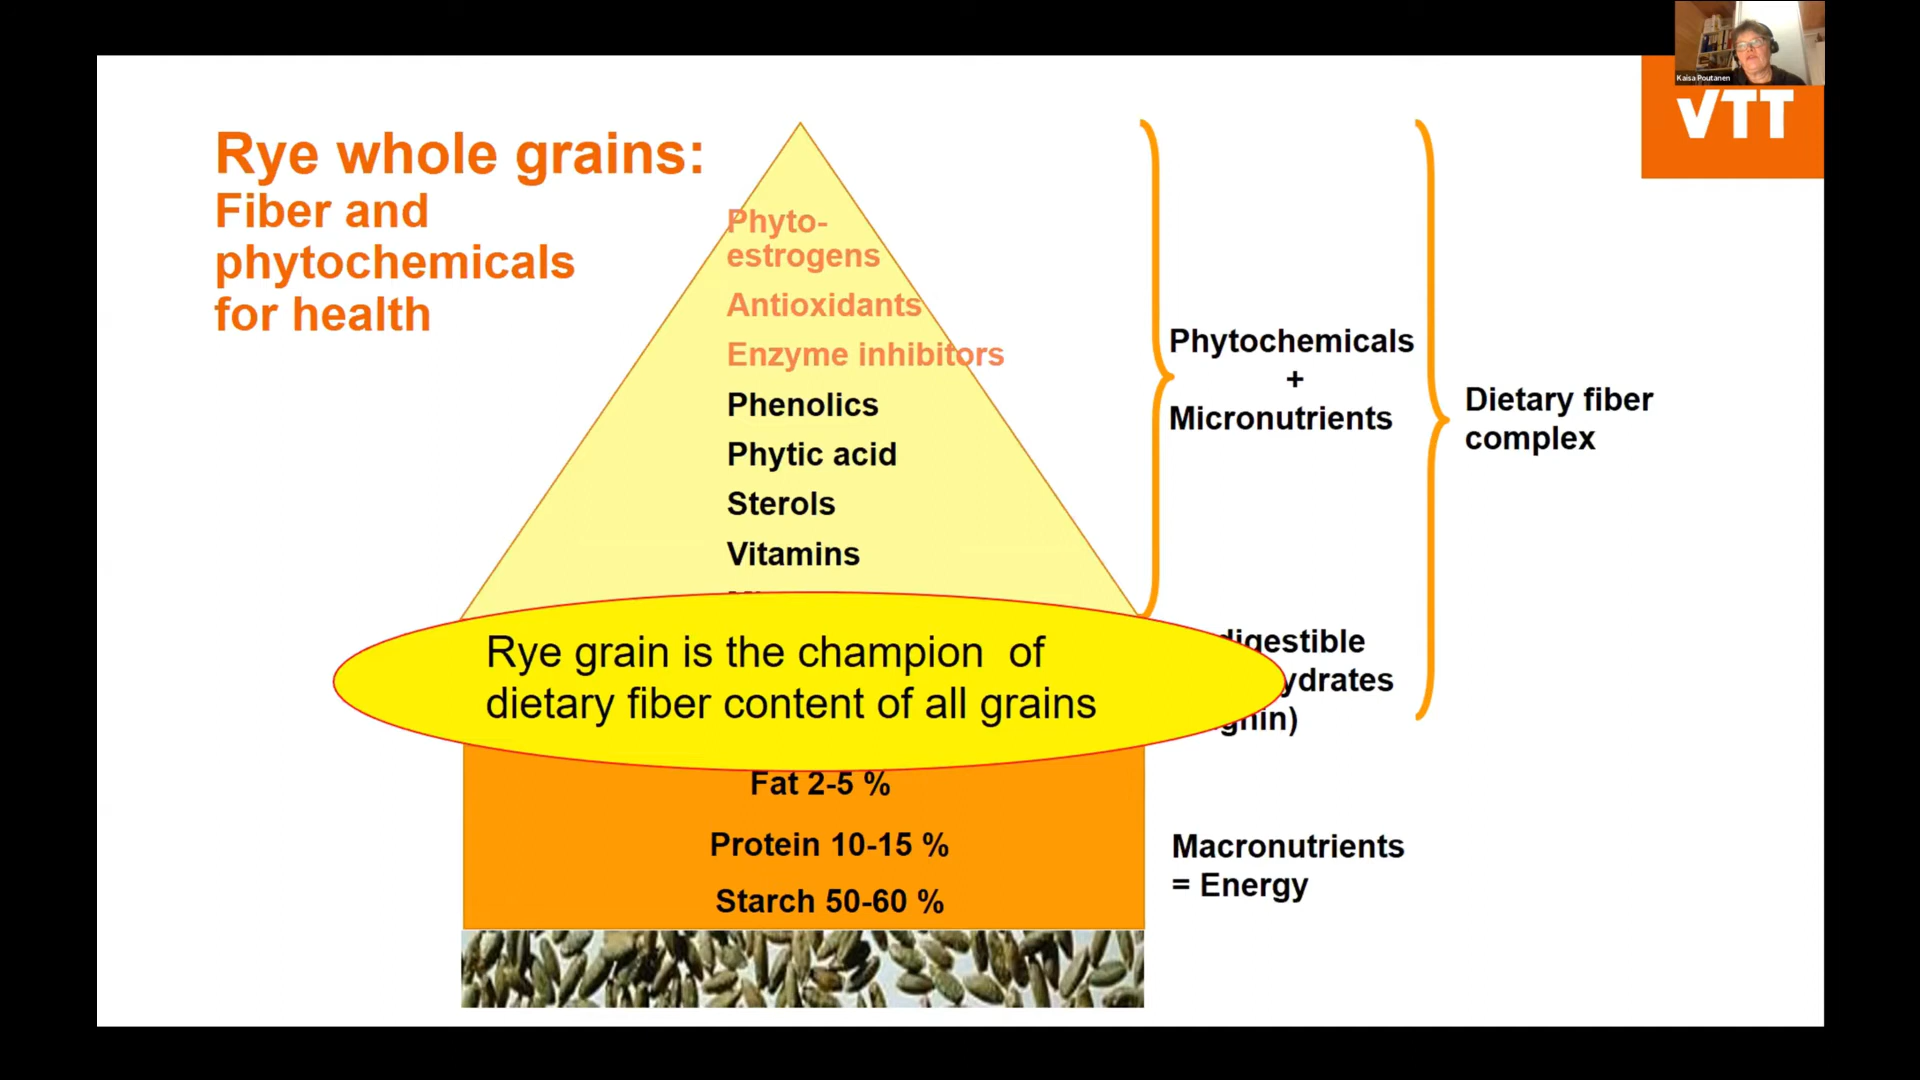 Kaisa Poutanen
VTT
Rye whole grains:
Fiber and
phytochemicals
for health
Phyto-
estrogens
Antioxidants
Enzyme inhibitors
Phenolics
Phytic acid
Sterols
Vitamins
Phytochemicals
+
Micronutrients
Dietary fiber
complex
Rye grain is the champion of
dietary fiber content of all grains
Fat 2-5 %
Protein 10-15 %
Starch 50-60 %
Macronutrients
= Energy